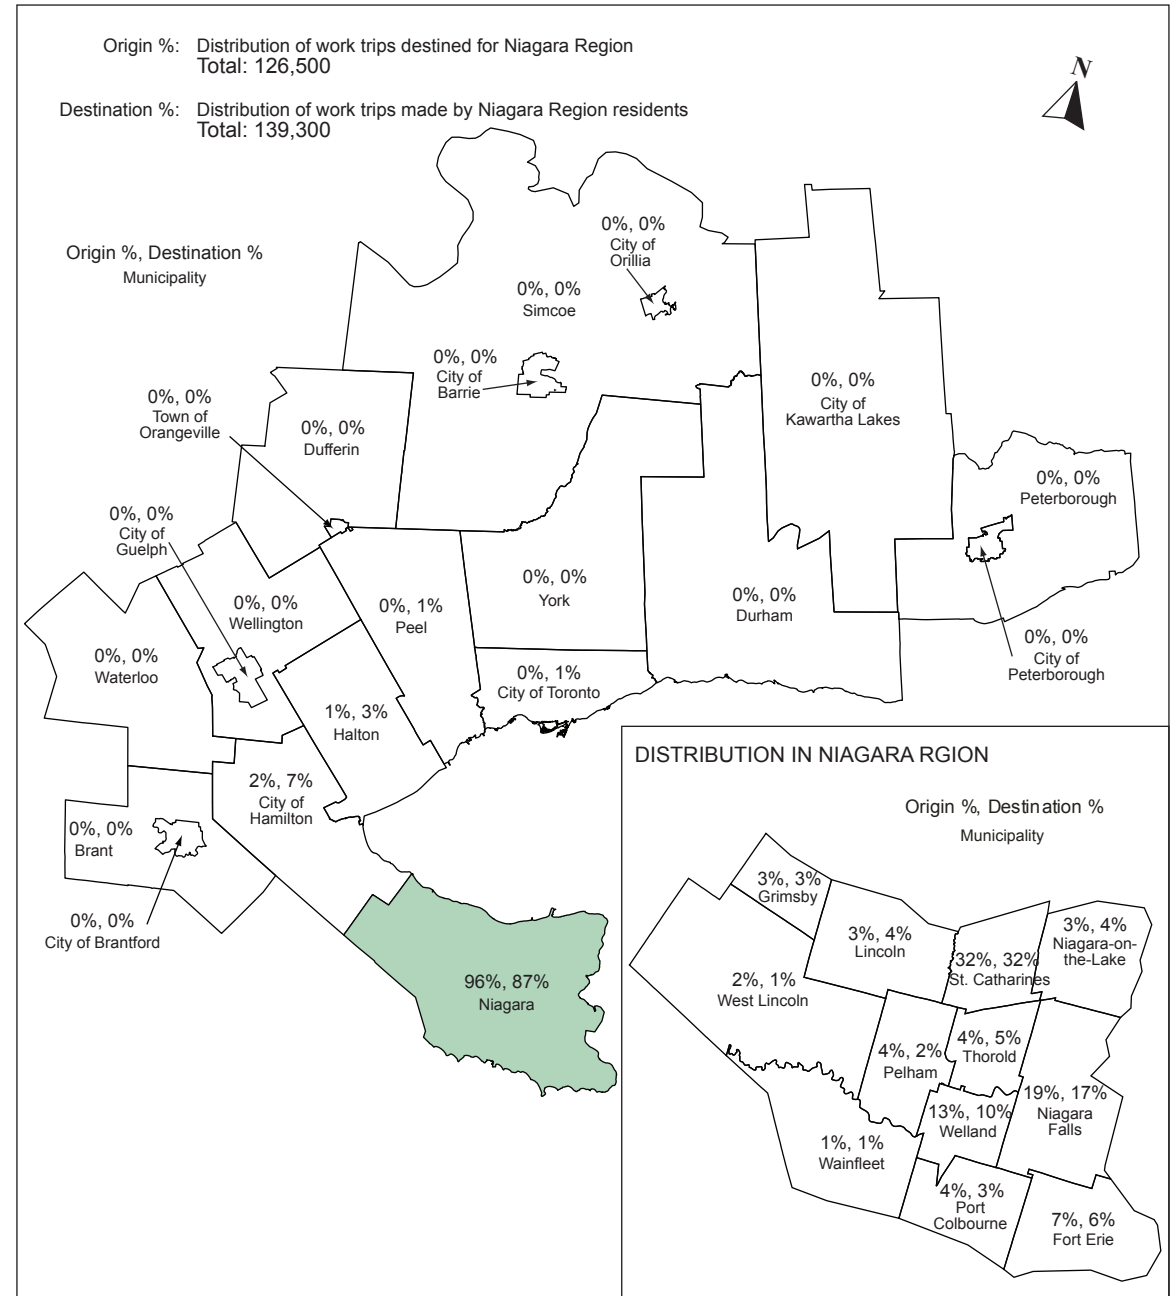 Origin %: Distribution of work trips destined for Niagara Region
Total: 126,500
Destination %: Distribution of work trips made by Niagara Region residents
Total: 139,300
N
Origin %, Destination %
Municipality
0%, 0%
City of
Orillia
0%, 0%
Simcoe
0%, 0%
City of
Barrie
0%, 0%
City of
Kawartha Lakes
0%, 0%
Town of
Orangeville
0%, 0%
Dufferin
0%, 0%
Peterborough
0%, 0%
City of
Guelph
0%, 0%
Wellington
0%, 1%
Peel
0%, 0%
York
0%, 0%
Durham
0%, 0%
City of
Peterborough
0%, 0%
Waterloo
0%, 1%
City of Toronto
1%, 3%
Halton
2%, 7%
City of
Hamilton
0%, 0%
Brant
0%, 0%
City of Brantford
96%, 87%
Niagara
DISTRIBUTION IN NIAGARA RGION
Origin %, Destination %
Municipality
3%, 3%
Grimsby
3%, 4%
Lincoln
32%, 32%
St. Catharines
3%, 4%
Niagara-on-
the-Lake
2%, 1%
West Lincoln
4%, 2%
Pelham
4%, 5%
Thorold
19%, 17%
Niagara
Falls
13%, 10%
Welland
1%, 1%
Wainfleet
4%, 3%
Port
Colbourne
7%, 6%
Fort Erie